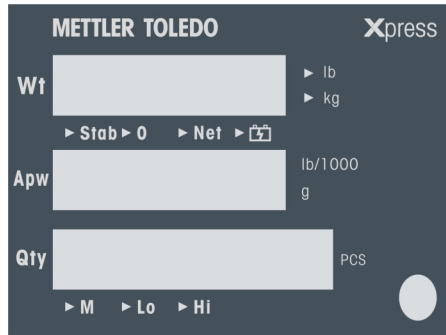 METTLER TOLEDO Xpress
Wt
► lb
► kg
► Stab ► 0 ► Net ►
Apw
lb/1000
g
Qty
PCS
► M ► Lo ► Hi